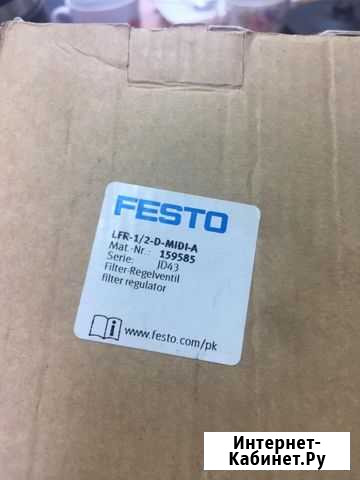 FESTO
LFR-1/2-D-MIDI-A
Mat.-Nr.: 159585
Serie: JD43
Filter-Regelventil
filter regulator
www.festo.com/pk
Интернет-
Кабинет.Ру